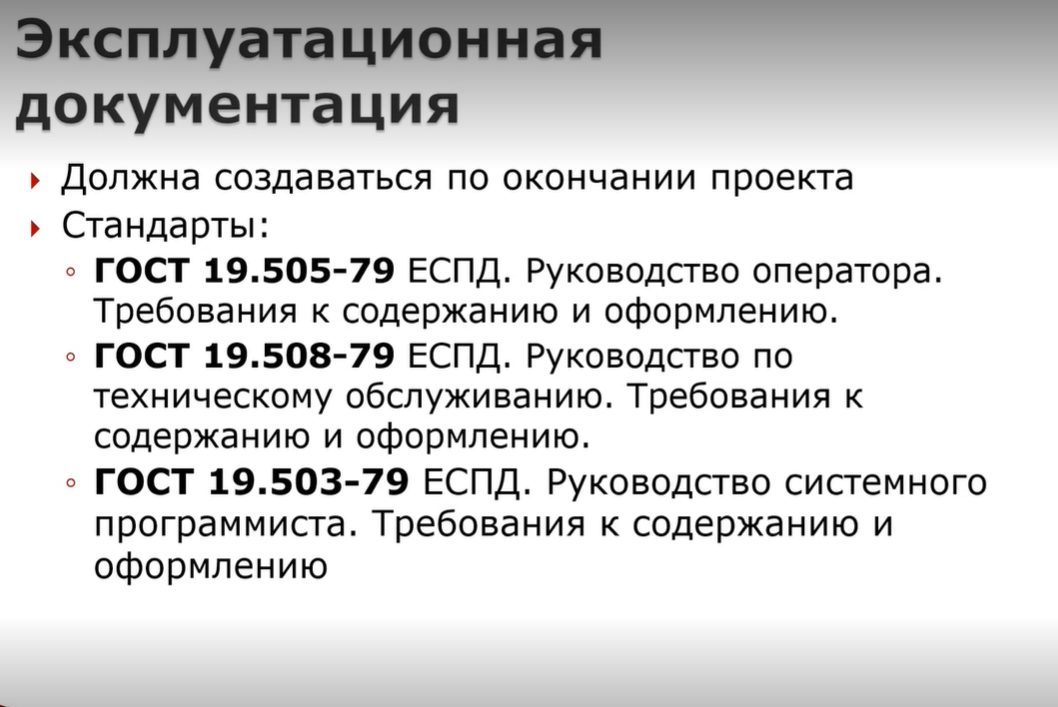 Эксплуатационная
документация
Должна создаваться по окончании проекта
Стандарты:
ГОСТ 19.505-79 ЕСПД. Руководство оператора.
Требования к содержанию и оформлению.
ГОСТ 19.508-79 ЕСПД. Руководство по
техническому обслуживанию. Требования к
содержанию и оформлению.
ГОСТ 19.503-79 ЕСПД. Руководство системного
программиста. Требования к содержанию и
оформлению